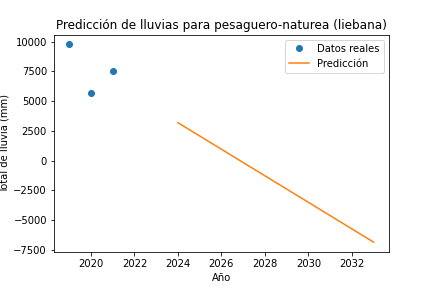 Predicción de lluvias para pesaguero-naturea (liebana)
10000
7500
5000
2500
0
−2500
−5000
−7500
Total de lluvia (mm)
Datos reales
Predicción
2020 2022 2024 2026 2028 2030 2032
Año